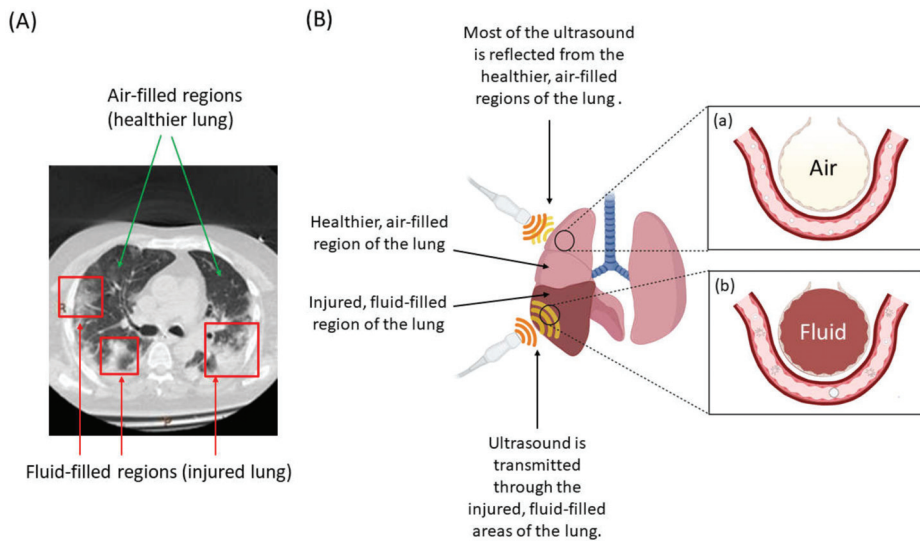 (A)
Air-filled regions
(healthier lung)
R
Fluid-filled regions (injured lung)
(B)
Most of the ultrasound
is reflected from the
healthier, air-filled
regions of the lung .
Healthier, air-filled
region of the lung
Injured, fluid-filled
region of the lung
Ultrasound is
transmitted
through the
injured, fluid-filled
areas of the lung.
(a)
Air
(b)
Fluid